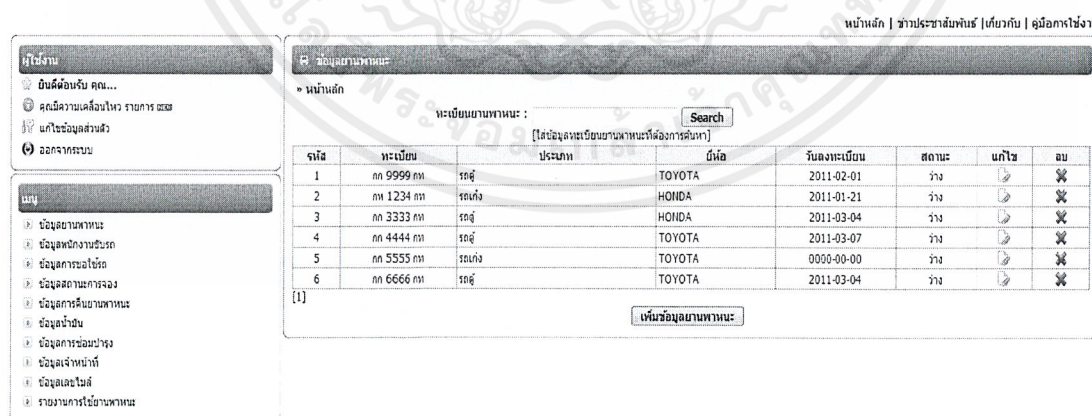 หน้าหลัก | ข่าวประชาสัมพันธ์ |เกี่ยวกับ | คู่มือการใช้งา
ผู้ใช้งาน
ยินดีต้อนรับ คุณ...
คุณมีความเคลื่อนไหว รายการ
แก้ไขข้อมูลส่วนตัว
ออกจากระบบ
เมนู
ข้อมูลยานพาหนะ
ข้อมูลพนักงานขับรถ
ข้อมูลการขอใช้รถ
ข้อมูลสถานะการจอง
ข้อมูลการคืนยานพาหนะ
ข้อมูลน้ำมัน
ข้อมูลการซ่อมบำรุง
ข้อมูลเจ้าหน้าที่
ข้อมูลเลขไมล์
รายงานการใช้ยานพาหนะ
ข้อมูลยานพาหนะ
» หน้าหลัก
ทะเบียนยานพาหนะ : Search
[ใส่ข้อมูลทะเบียนยานพาหนะที่ต้องการค้นหา]
รหัส ทะเบียน ประเภท ยี่ห้อ วันลงทะเบียน สถานะ แก้ไข ลบ
1 กก 9999 กท รถตู้ TOYOTA 2011-02-01 ว่าง
2 กท 1234 กท รถเก๋ง HONDA 2011-01-21 ว่าง
3 กก 3333 กท รถตู้ HONDA 2011-03-04 ว่าง
4 กก 4444 กท รถตู้ TOYOTA 2011-03-07 ว่าง
5 กก 5555 กท รถเก๋ง TOYOTA 0000-00-00 ว่าง
6 กก 6666 กท รถตู้ TOYOTA 2011-03-04 ว่าง
[1]
เพิ่มข้อมูลยานพาหนะ